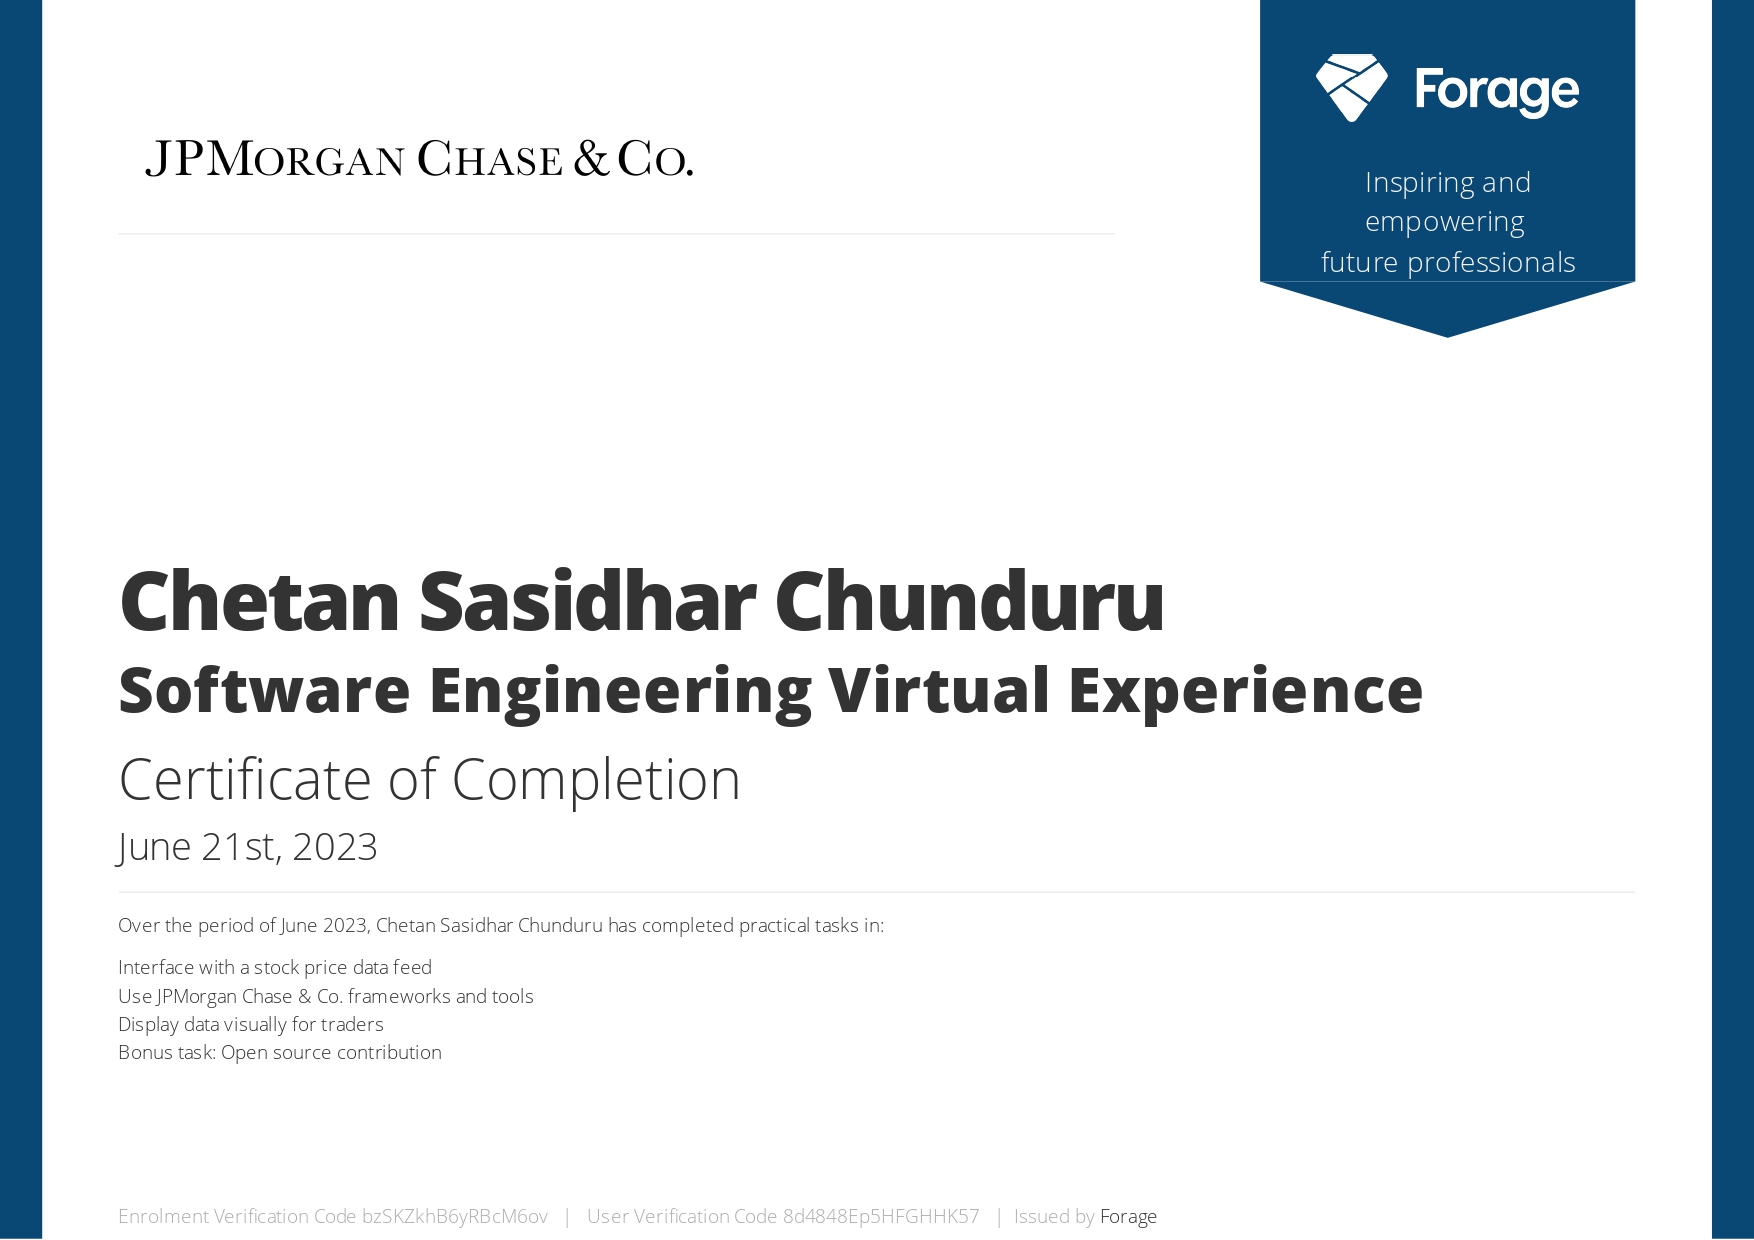 JPMORGAN CHASE & CO.
Forage
Inspiring and
empowering
future professionals
Chetan Sasidhar Chunduru
Software Engineering Virtual Experience
Certificate of Completion
June 21st, 2023
Over the period of June 2023, Chetan Sasidhar Chunduru has completed practical tasks in:
Interface with a stock price data feed
Use JPMorgan Chase & Co. frameworks and tools
Display data visually for traders
Bonus task: Open source contribution
Enrolment Verification Code bzSKZkhB6yRBcM6ov | User Verification Code 8d4848Ep5HFGHHK57 | Issued by Forage